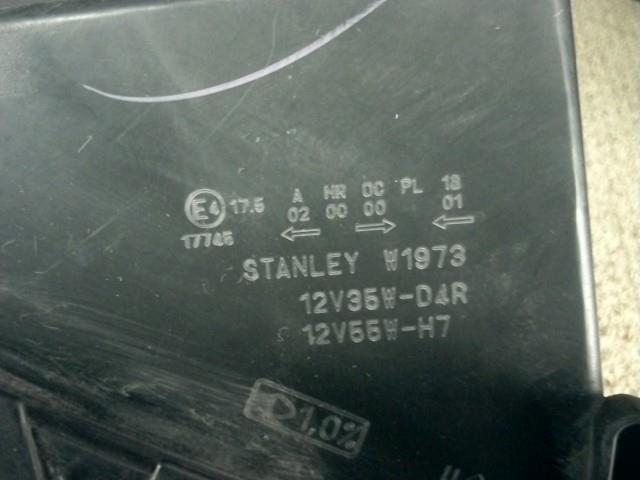 A HR DC PL 18
E4 17.5 02 00 00 01
17745 ← → ←
STANLEY W1973
12V35W-D4R
12V55W-H7
1.0%